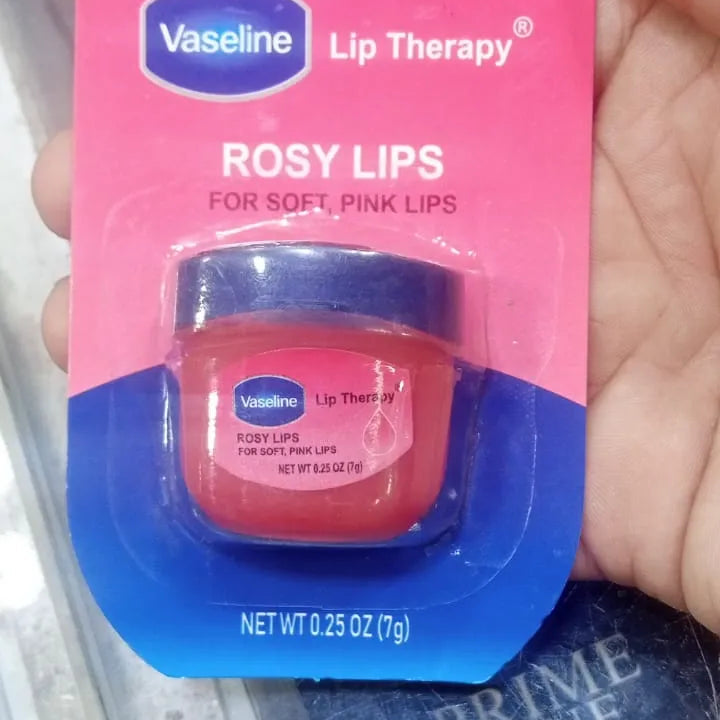 Vaseline Lip Therapy®
ROSY LIPS
FOR SOFT, PINK LIPS
Vaseline Lip Therapy®
ROSY LIPS
FOR SOFT, PINK LIPS
NET WT 0.25 OZ (7g)
NET WT 0.25 OZ (7g)
PRIME